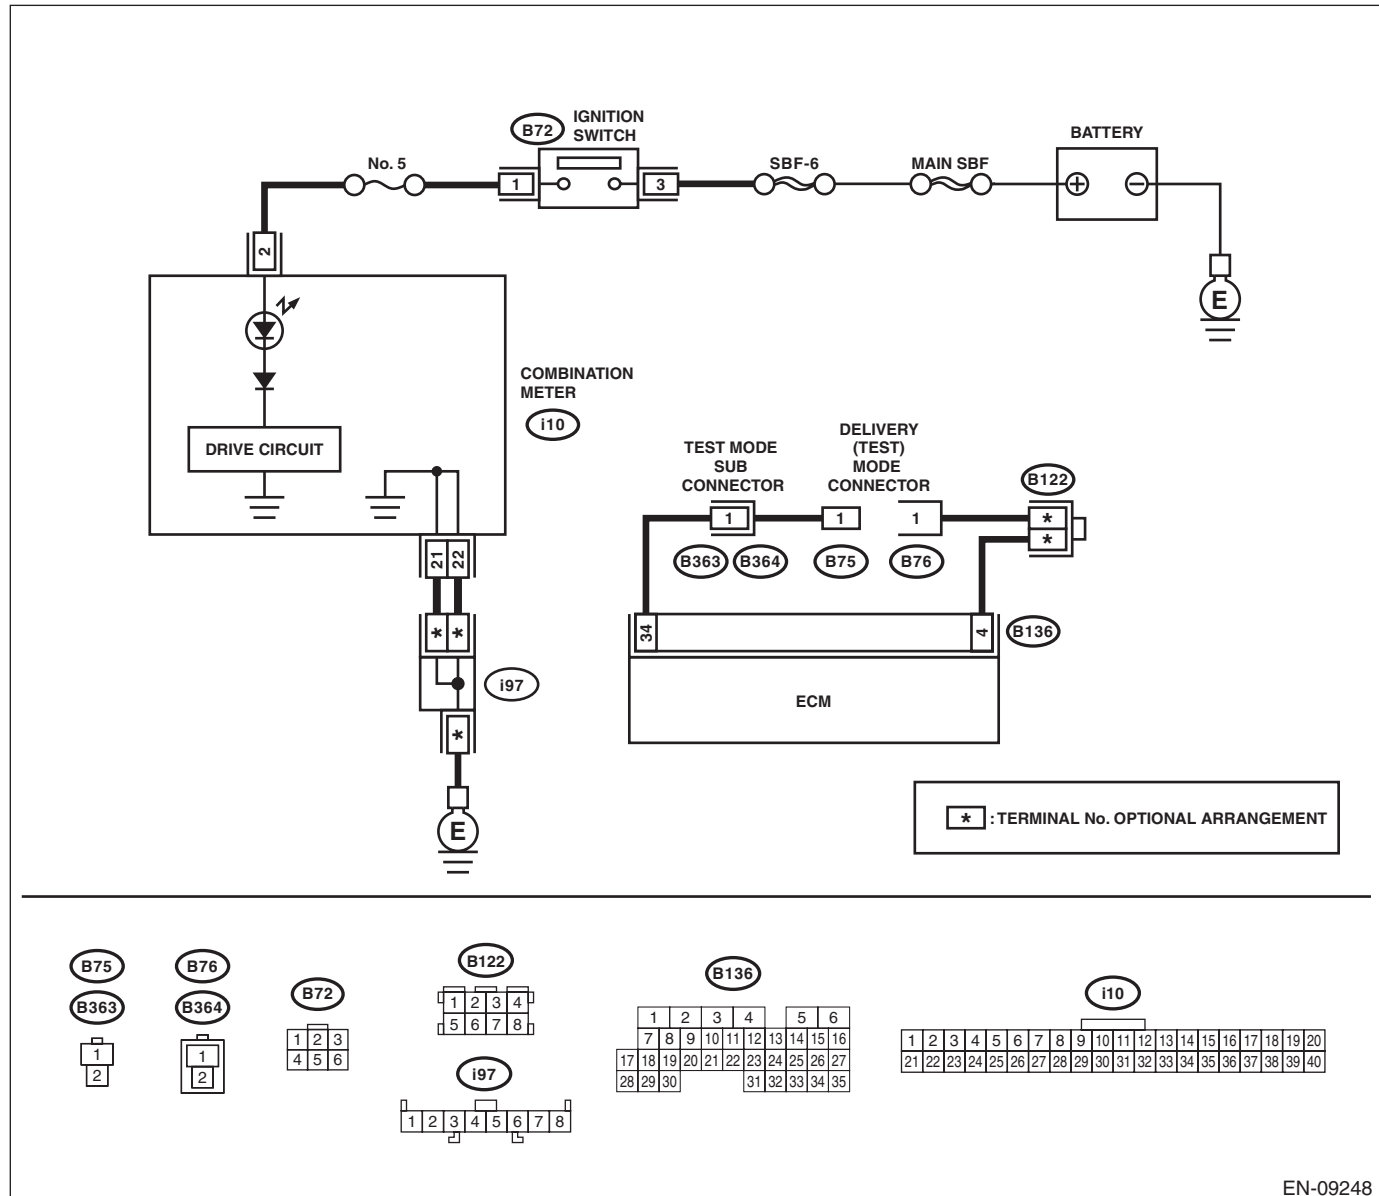 IGNITION
SWITCH
B72
No. 5
1
3
SBF-6
MAIN SBF
BATTERY
+
−
E
2
COMBINATION
METER
i10
DRIVE CIRCUIT
21 22
* *
i97
*
E
TEST MODE
SUB
CONNECTOR
DELIVERY
(TEST)
MODE
CONNECTOR
B122
1
1
1
*
*
B363 B364 B75 B76
34
4
B136
ECM
* : TERMINAL No. OPTIONAL ARRANGEMENT
B75
B363
1
2
B76
B364
1
2
B72
1 2 3
4 5 6
B122
1 2 3 4
5 6 7 8
i97
1 2 3 4 5 6 7 8
B136
1 2 3 4 5 6
7 8 9 10 11 12 13 14 15 16
17 18 19 20 21 22 23 24 25 26 27
28 29 30 31 32 33 34 35
i10
1 2 3 4 5 6 7 8 9 10 11 12 13 14 15 16 17 18 19 20
21 22 23 24 25 26 27 28 29 30 31 32 33 34 35 36 37 38 39 40
EN-09248